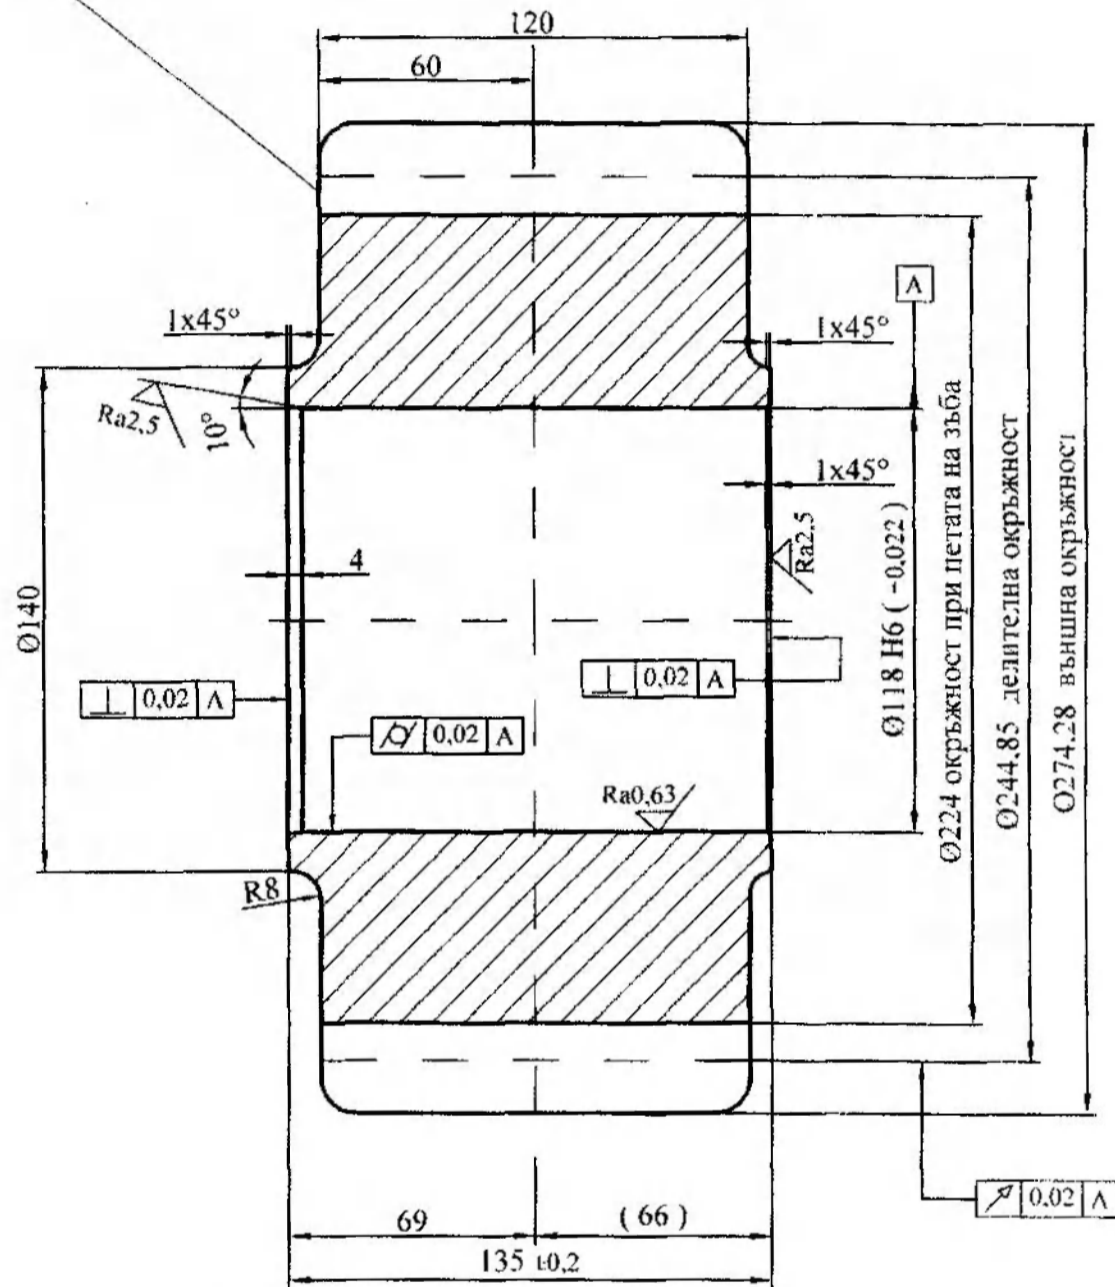 120
60
A
1x45°
1x45°
Ra2,5
10°
1x45°
Ra2,5
4
Ø140
Ø118 H6 ( -0,022)
Ø224 окръжност при петата на зъба
Ø244,85 делителна окръжност
Ø274,28 външна окръжност
0,02 A
0,02 A
0,02 A
Ra0,63
R8
0,02 A
69
( 66 )
135 ±0,2